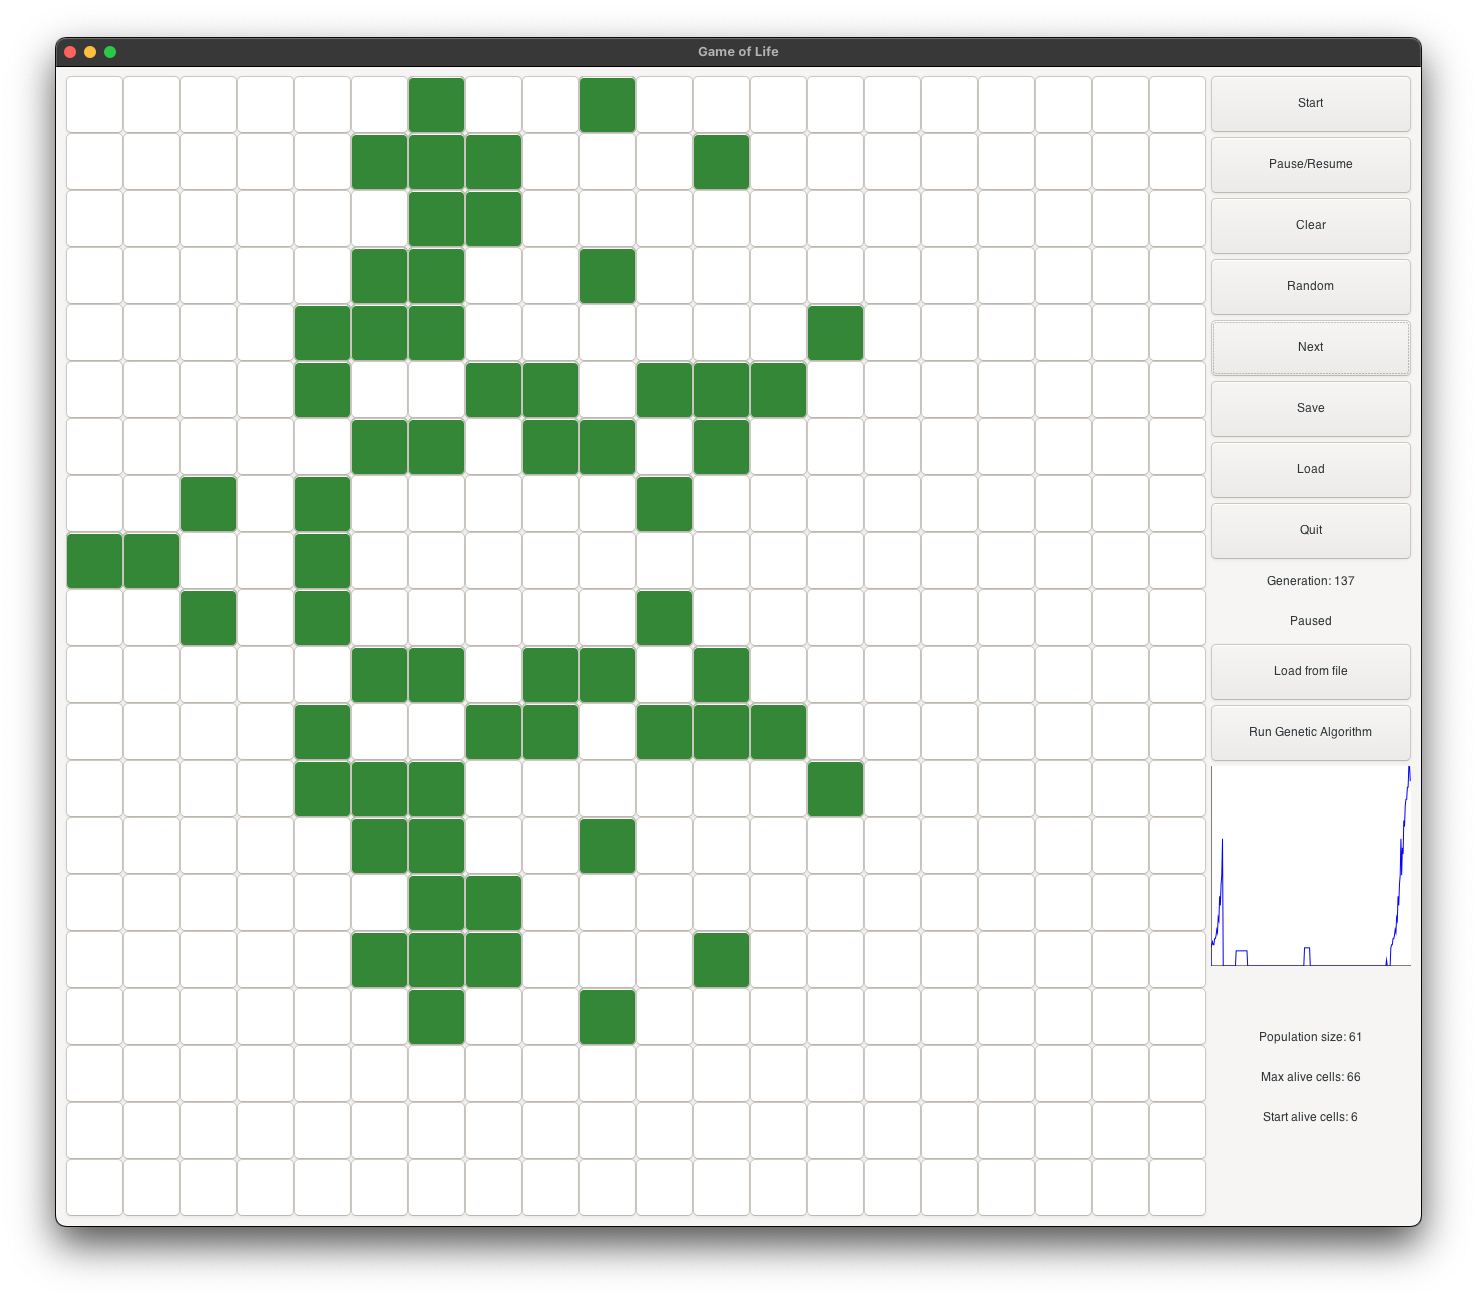 Game of Life
Start
Pause/Resume
Clear
Random
Next
Save
Load
Quit
Generation: 137
Paused
Load from file
Run Genetic Algorithm
Population size: 61
Max alive cells: 66
Start alive cells: 6